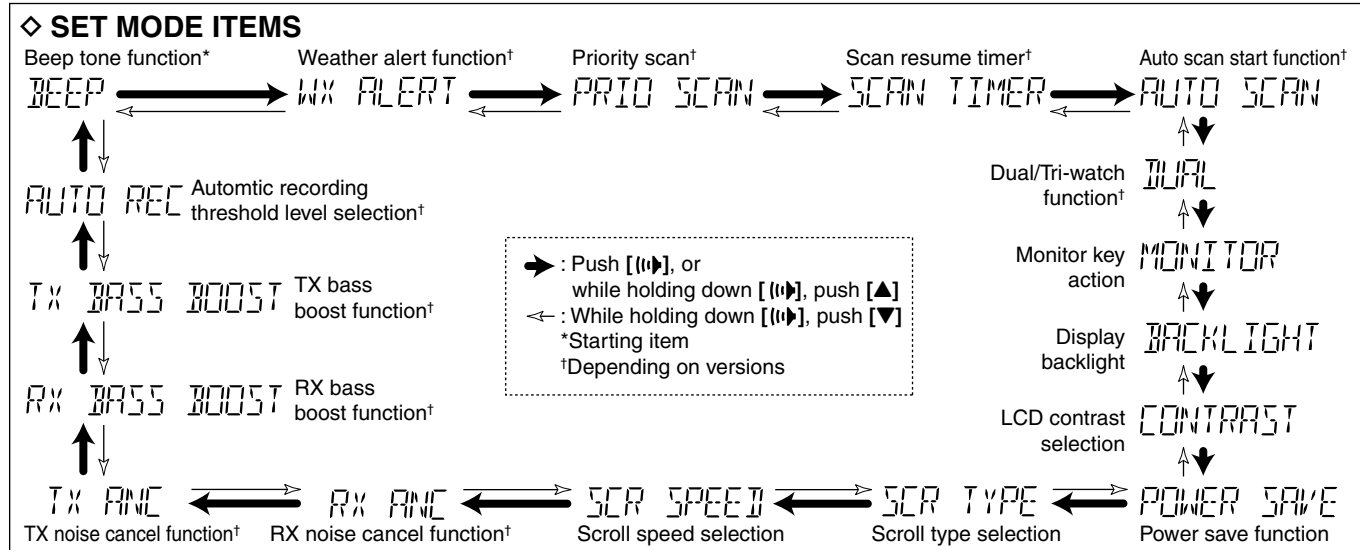 ◇ SET MODE ITEMS
Beep tone function* Weather alert function† Priority scan† Scan resume timer† Auto scan start function†
BEEP WX ALERT PRIO SCAN SCAN TIMER AUTO SCAN
Dual/Tri-watch
function†
DUAL
AUTO REC
Automtic recording
threshold level selection†
Monitor key
action
MONITOR
: Push [ ], or
while holding down [ ], push [▲]
: While holding down [ ], push [▼]
*Starting item
†Depending on versions
TX BASS BOOST
TX bass
boost function†
Display
backlight
BACKLIGHT
RX BASS BOOST
RX bass
boost function†
LCD contrast
selection
CONTRAST
TX ANC RX ANC SCR SPEED SCR TYPE POWER SAVE
TX noise cancel function† RX noise cancel function† Scroll speed selection Scroll type selection Power save function